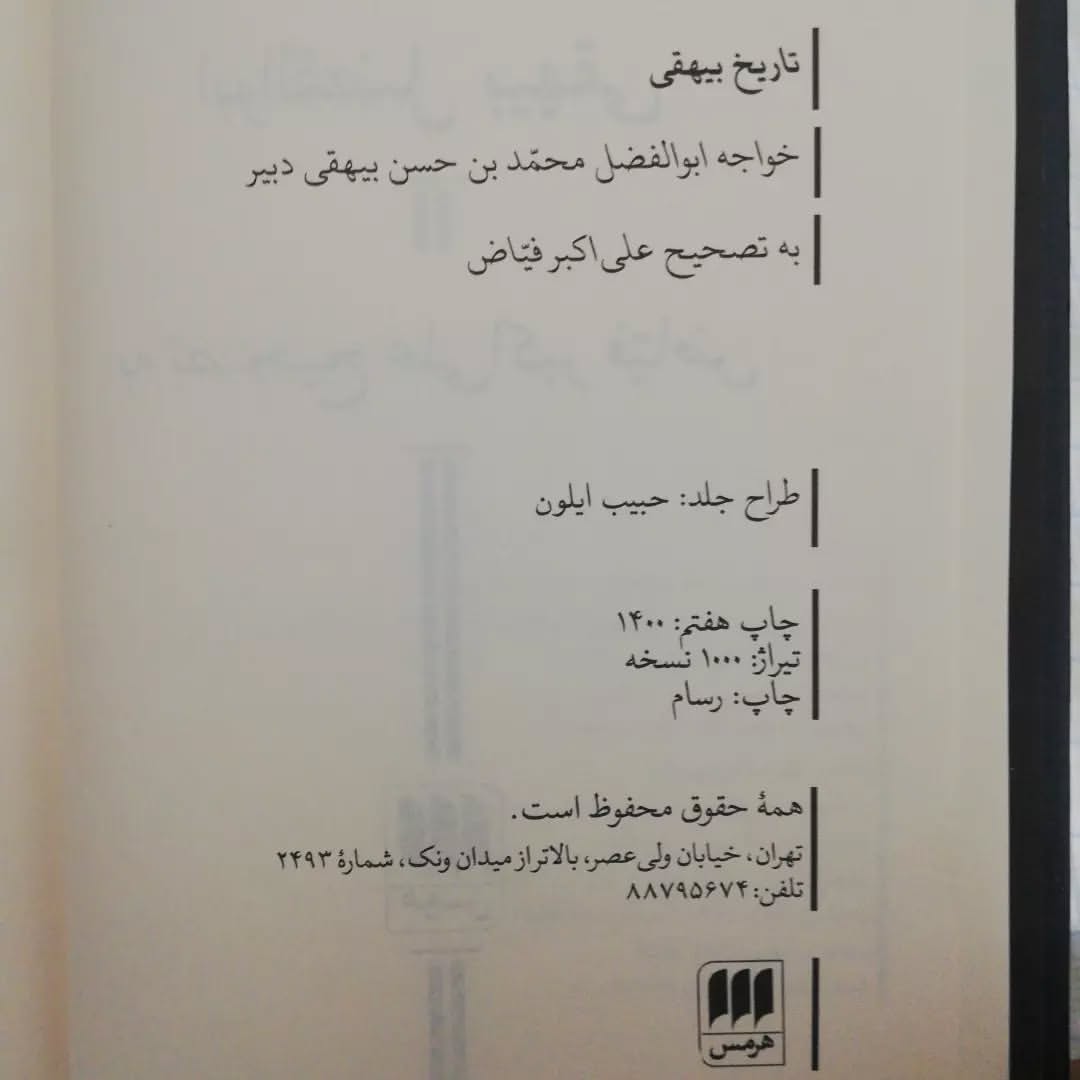 تاریخ بیهقی
خواجه ابوالفضل محمّد بن حسن بیهقی دبیر
به تصحیح علی‌اکبر فیّاض
طراح جلد: حبیب ایلون
چاپ هفتم: ۱۴۰۰
تیراژ: ۱۰۰۰ نسخه
چاپ: رسام
همهٔ حقوق محفوظ است.
تهران، خیابان ولی‌عصر، بالاتر از میدان ونک، شمارهٔ ۲۴۹۳
تلفن: ۸۸۷۹۵۶۷۴
هرمس